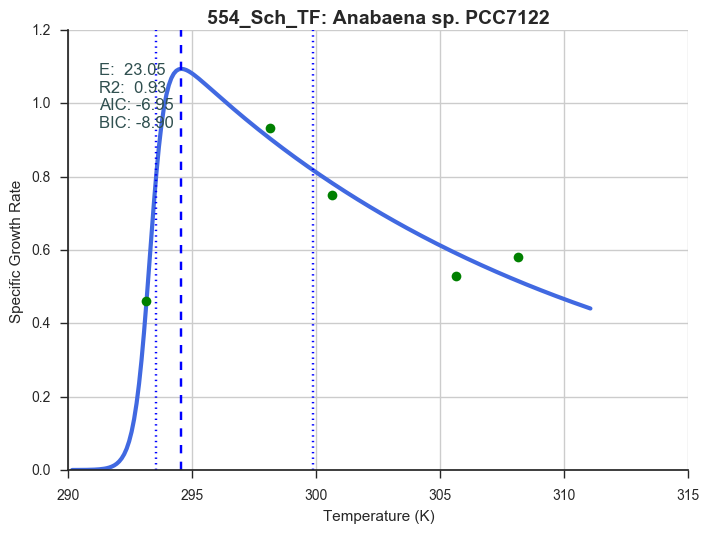 554_Sch_TF: Anabaena sp. PCC7122
E: 23.05
R2: 0.93
AIC: -6.95
BIC: -8.90
Specific Growth Rate
1.2
1.0
0.8
0.6
0.4
0.2
0.0
290 295 300 305 310 315
Temperature (K)